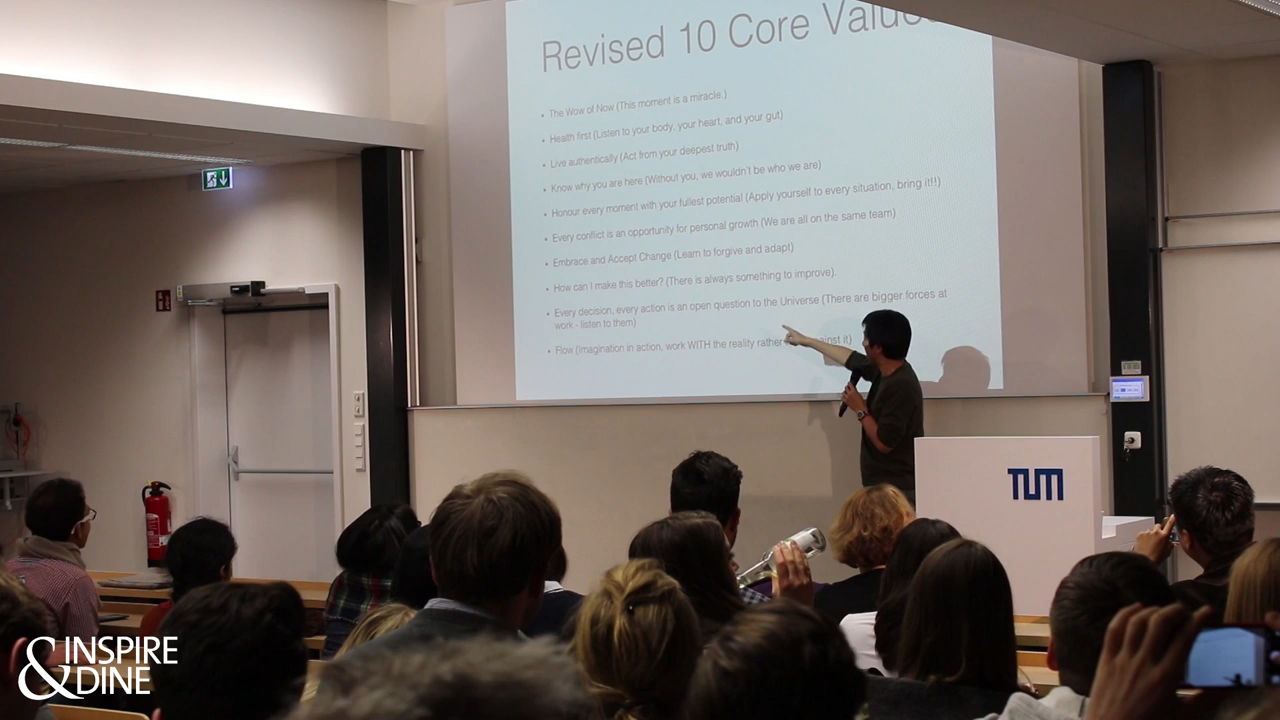 Revised 10 Core Values
• The Wow of Now (This moment is a miracle.)
• Health first (Listen to your body, your heart, and your gut)
• Live authentically (Act from your deepest truth)
• Know why you are here (Without you, we wouldn't be who we are)
• Honour every moment with your fullest potential (Apply yourself to every situation, bring it!!)
• Every conflict is an opportunity for personal growth (We are all on the same team)
• Embrace and Accept Change (Learn to forgive and adapt)
• How can I make this better? (There is always something to improve).
• Every decision, every action is an open question to the Universe (There are bigger forces at
work - listen to them)
• Flow (Imagination in action, work WITH the reality rather against it)
TUM
& INSPIRE
DINE